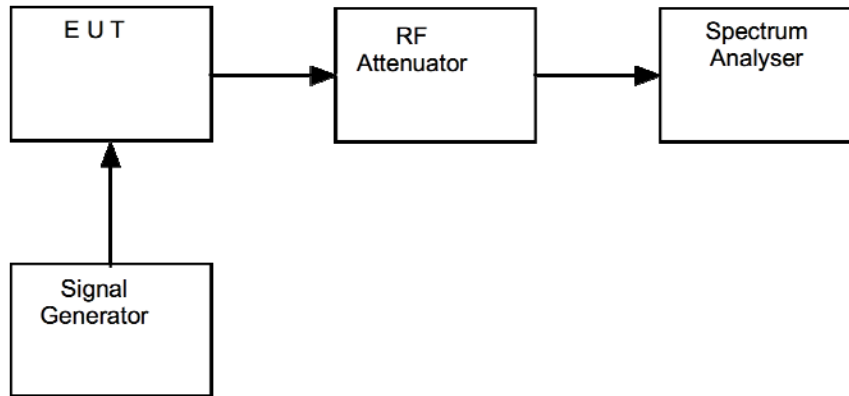 E U T
RF
Attenuator
Spectrum
Analyser
Signal
Generator